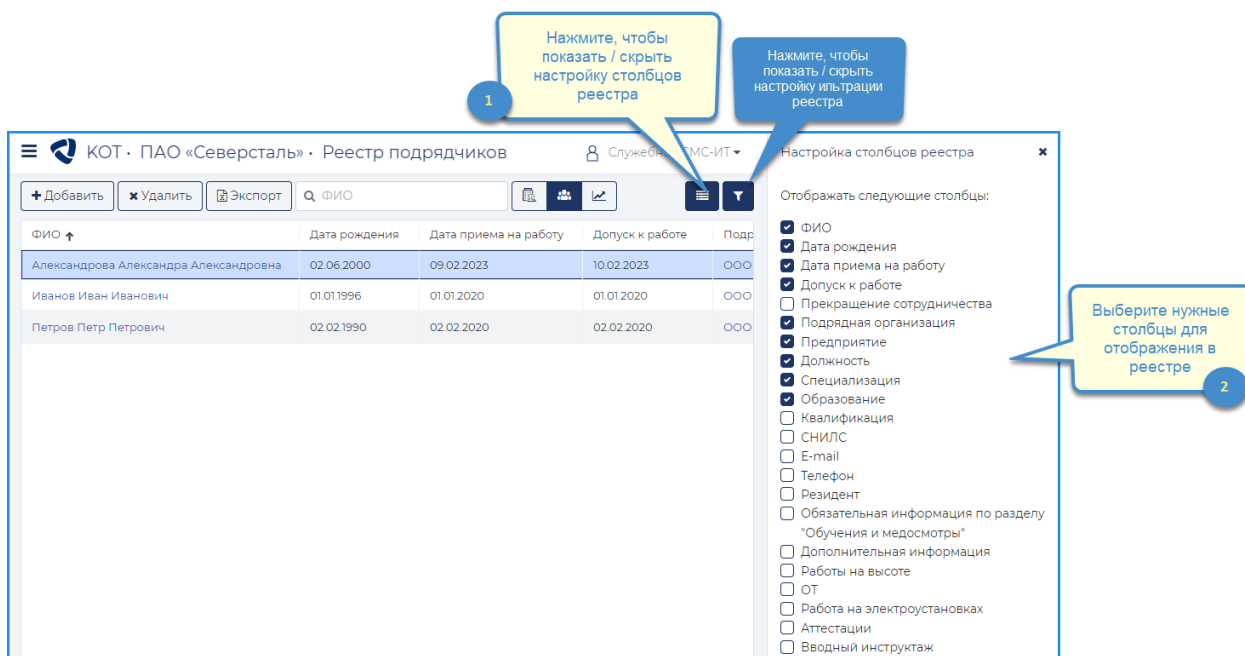 Нажмите, чтобы
показать / скрыть
настройку столбцов
реестра
1
Нажмите, чтобы
показать / скрыть
настройку ипьтрации
реестра
КОТ · ПАО «Северсталь» · Реестр подрядчиков
МС-ИТ
Настройка столбцов реестра
Добавить Удалить Экспорт ФИО
Отображать следующие столбцы:
ФИО Дата рождения Дата приема на работу Допуск к работе Подр
Александрова Александра Александровна 02.06.2000 09.02.2023 10.02.2023 ООО
Иванов Иван Иванович 01.01.1996 01.01.2020 01.01.2020 ООО
Петров Петр Петрович 02.02.1990 02.02.2020 02.02.2020 ООО
ФИО
Дата рождения
Дата приема на работу
Допуск к работе
Прекращение сотрудничества
Подрядная организация
Предприятие
Должность
Специализация
Образование
Квалификация
СНИЛС
E-mail
Телефон
Резидент
Обязательная информация по разделу
"Обучения и медосмотры"
Дополнительная информация
Работы на высоте
ОТ
Работа на электроустановках
Аттестации
Вводный инструктаж
Выберите нужные
столбцы для
отображения в
реестре
2